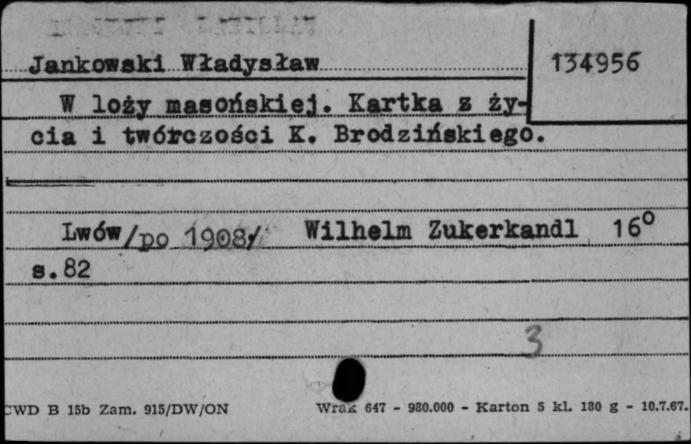 Jankowski Władysław
134956
W loży masońskiej. Kartka z ży-
cia i twórczości K. Brodzińskiego.
Lwów /po 1908/ Wilhelm Zukerkandl 16°
s.82
3
CWD B 15b Zam. 915/DW/ON
Wrak 647 - 980.000 - Karton 5 kl. 180 g - 10.7.67.